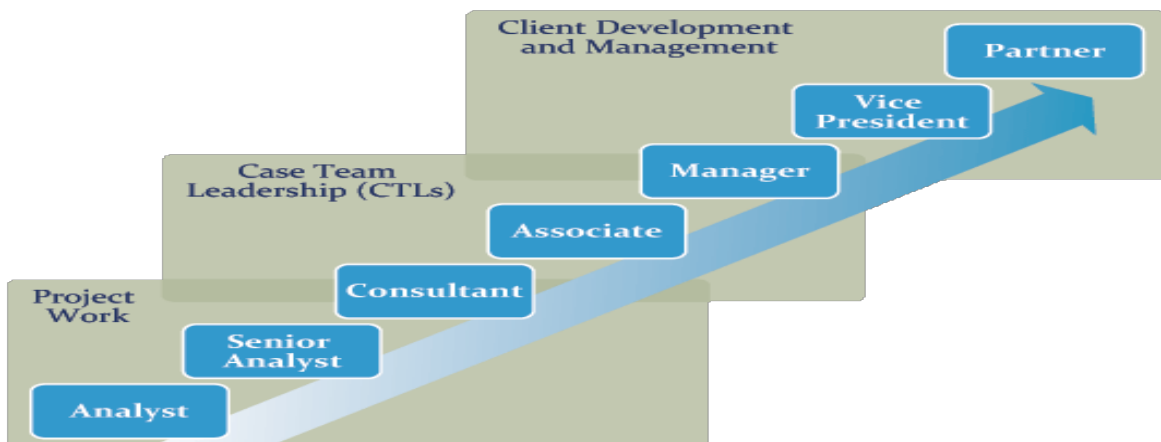 Client Development
and Management
Partner
Vice
President
Case Team
Leadership (CTLs)
Manager
Associate
Project
Work
Consultant
Senior
Analyst
Analyst